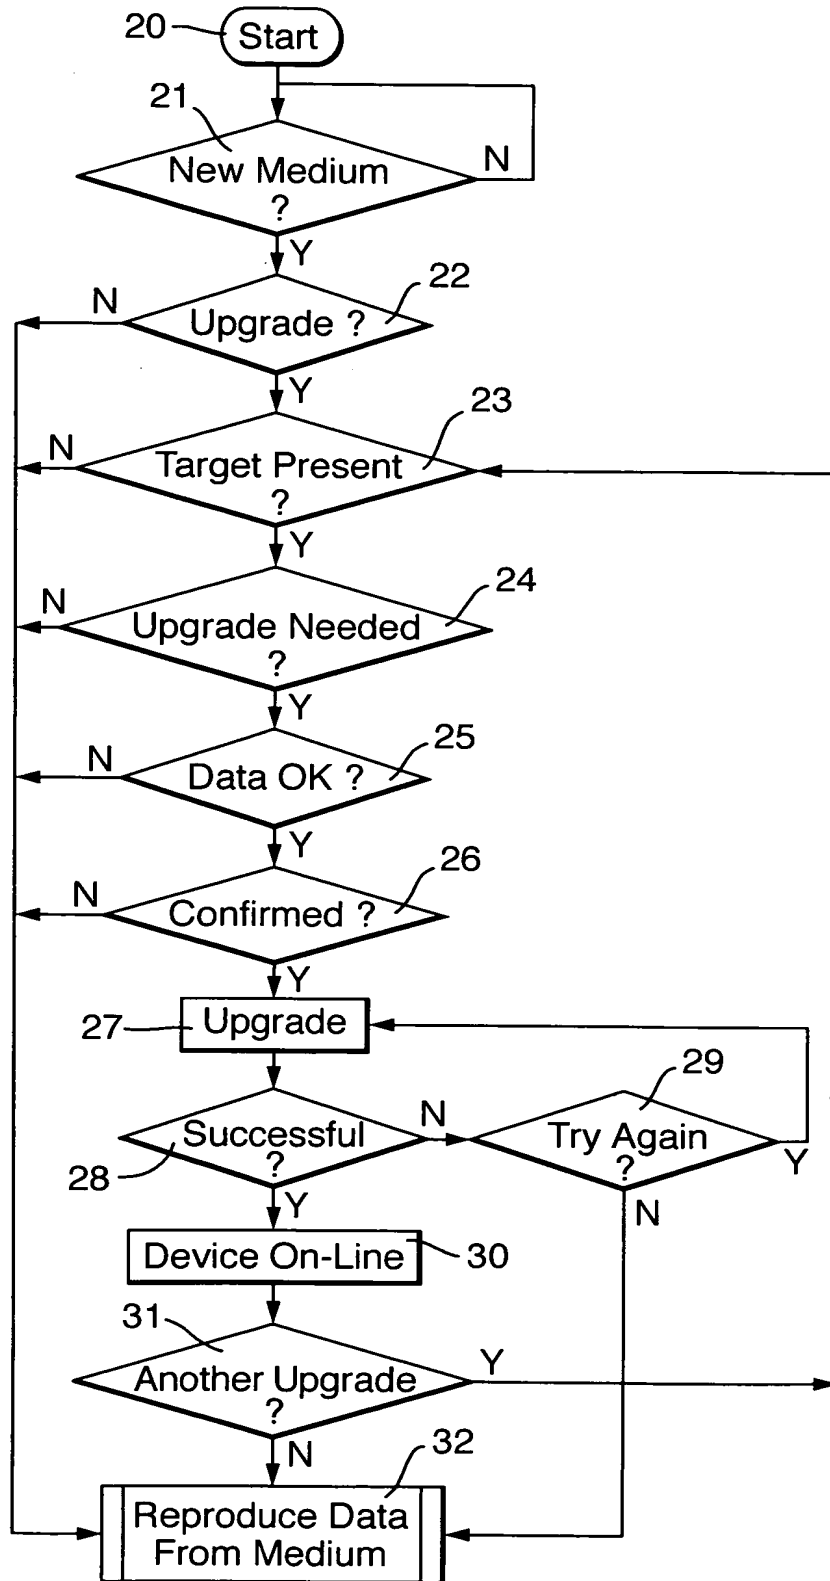 20
Start
21
New Medium
?
N
Y
22
N
Upgrade ?
Y
23
N
Target Present
?
Y
24
N
Upgrade Needed
?
Y
25
N
Data OK ?
Y
26
N
Confirmed ?
Y
27
Upgrade
29
Successful
?
N
28
Try Again
?
Y
Y
N
Device On-Line
30
31
Another Upgrade
?
Y
N
32
Reproduce Data
From Medium